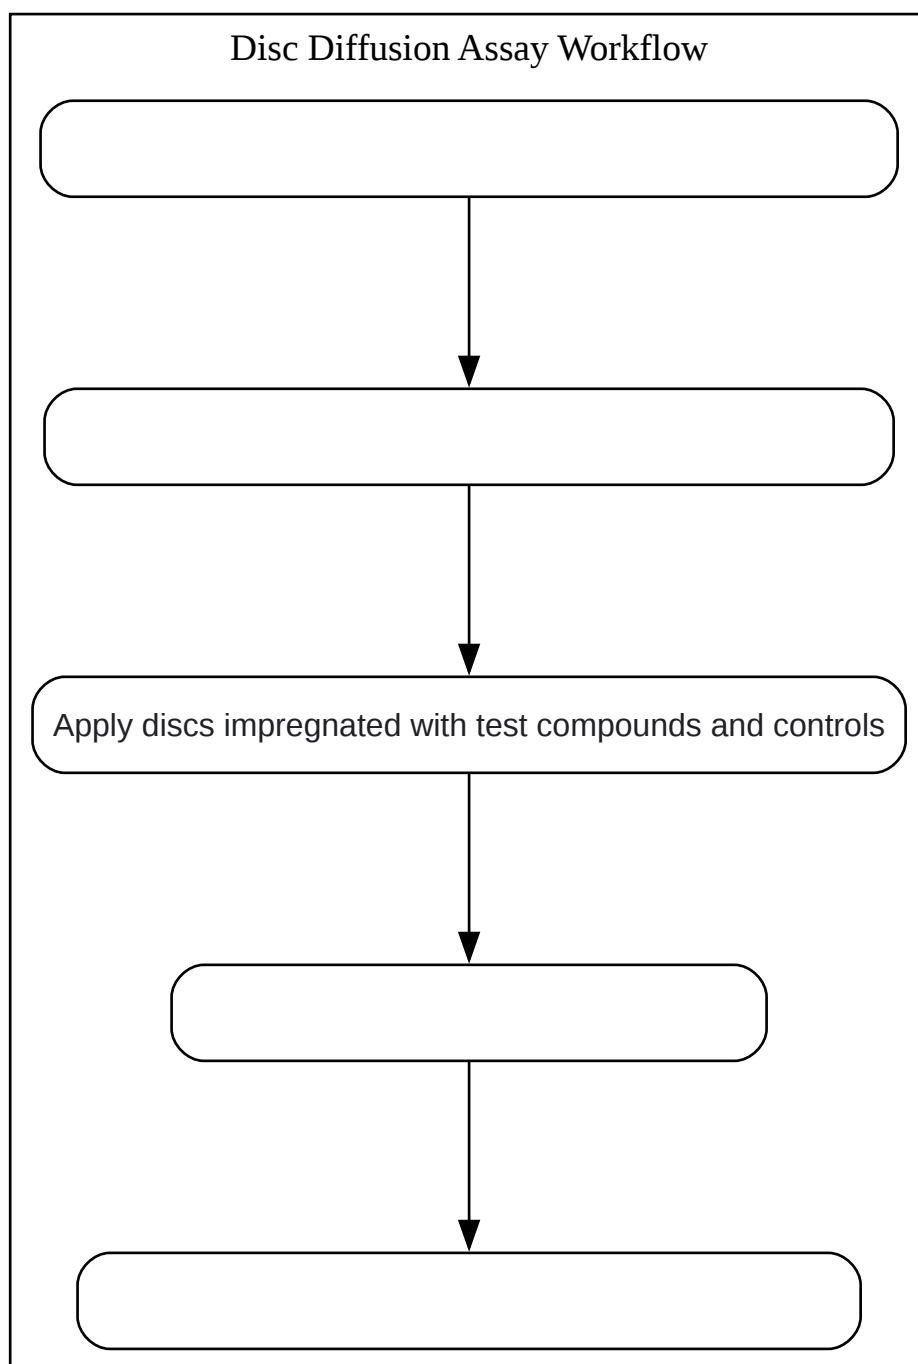 Disc Diffusion Assay Workflow
Apply discs impregnated with test compounds and controls